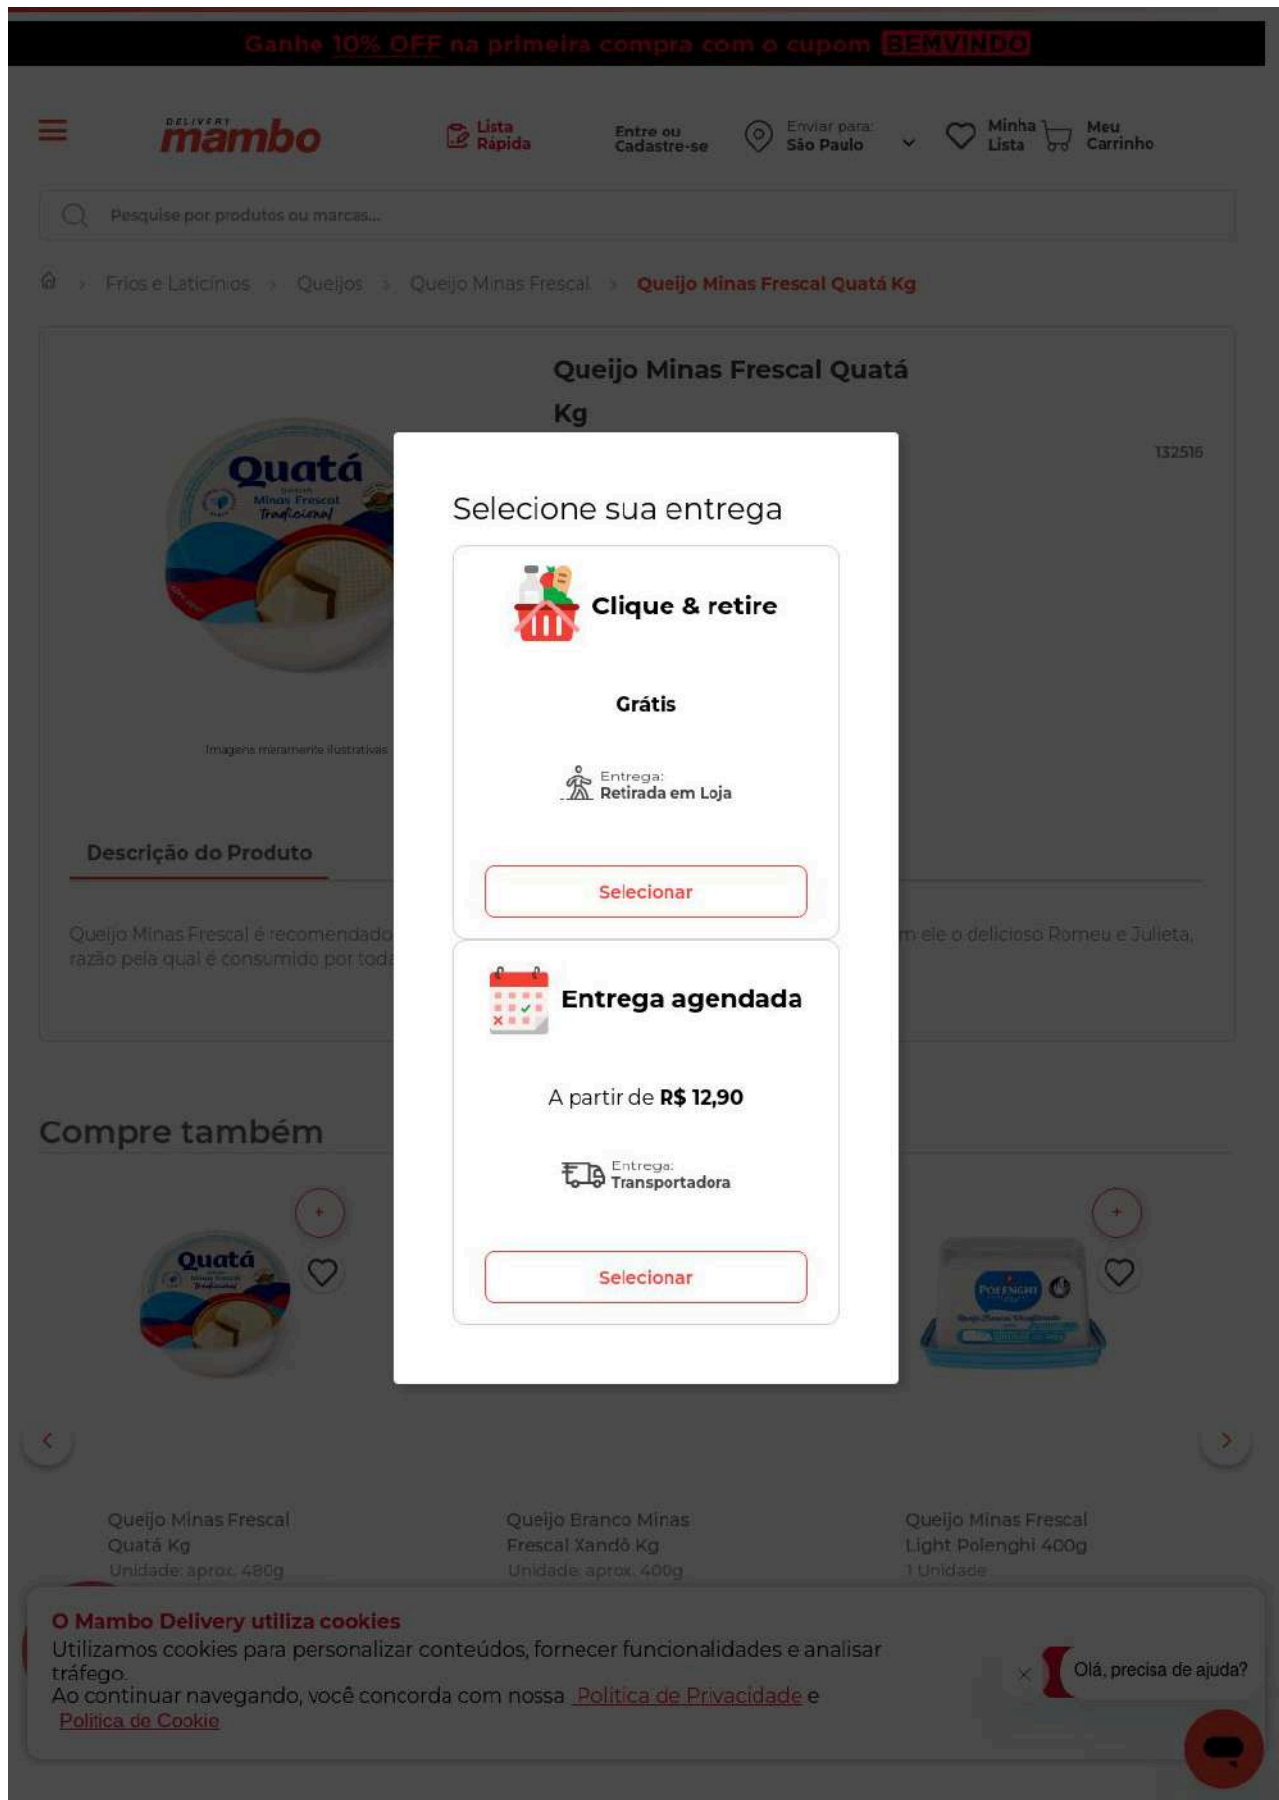 Ganhe 10% OFF na primeira compra com o cupom BEMVINDO
DELIVERY
mambo
Lista
Rápida
Entre ou
Cadastre-se
Enviar para:
São Paulo
Minha
Lista
Meu
Carrinho
Pesquise por produtos ou marcas...
Frios e Laticínios > Queijos > Queijo Minas Frescal > Queijo Minas Frescal Quatá Kg
Queijo Minas Frescal Quatá
Kg
132516
Quatá
Minas Frescal
Tradicional
Imagens meramente ilustrativas
Selecione sua entrega
Clique & retire
Grátis
Entrega:
Retirada em Loja
Selecionar
Entrega agendada
A partir de R$ 12,90
Entrega:
Transportadora
Selecionar
Descrição do Produto
Queijo Minas Frescal é recomendado
m ele o delicioso Romeu e Julieta,
razão pela qual é consumido por toda
Compre também
+
+
Quatá
Minas Frescal
Tradicional
POLENGHI
Queijo Minas Frescal
Quatá Kg
Unidade: aprox. 480g
Queijo Branco Minas
Frescal Xandô Kg
Unidade: aprox. 400g
Queijo Minas Frescal
Light Polenghi 400g
1 Unidade
O Mambo Delivery utiliza cookies
Utilizamos cookies para personalizar conteúdos, fornecer funcionalidades e analisar
tráfego.
Ao continuar navegando, você concorda com nossa Politica de Privacidade e
Politica de Cookie
Olá, precisa de ajuda?